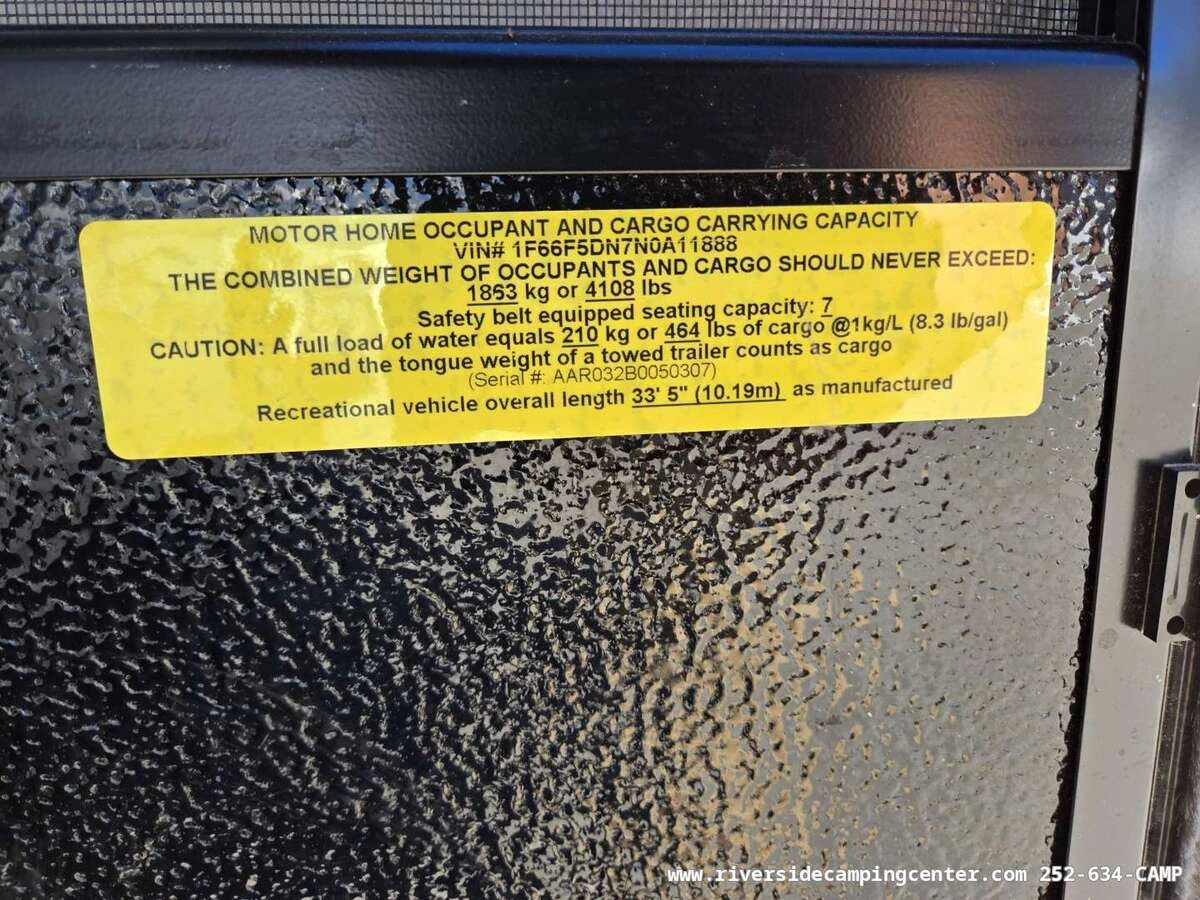 MOTOR HOME OCCUPANT AND CARGO CARRYING CAPACITY
VIN# 1F66F5DN7N0A11888
THE COMBINED WEIGHT OF OCCUPANTS AND CARGO SHOULD NEVER EXCEED:
1863 kg or 4108 lbs
Safety belt equipped seating capacity: 7
CAUTION: A full load of water equals 210 kg or 464 lbs of cargo @1kg/L (8.3 lb/gal)
and the tongue weight of a towed trailer counts as cargo
(Serial #: AAR032B0050307)
Recreational vehicle overall length 33' 5" (10.19m) as manufactured
www.riversidecampingcenter.com 252-634-CAMP